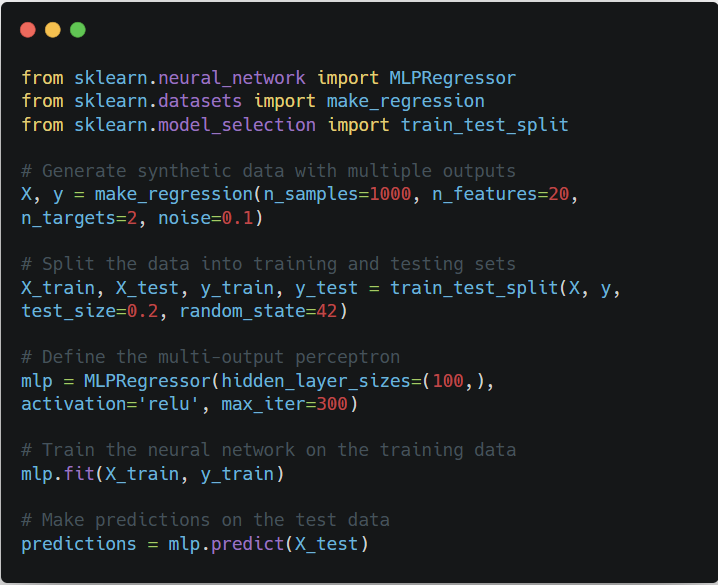 from sklearn.neural_network import MLPRegressor
from sklearn.datasets import make_regression
from sklearn.model_selection import train_test_split
# Generate synthetic data with multiple outputs
X, y = make_regression(n_samples=1000, n_features=20,
n_targets=2, noise=0.1)
# Split the data into training and testing sets
X_train, X_test, y_train, y_test = train_test_split(X, y,
test_size=0.2, random_state=42)
# Define the multi-output perceptron
mlp = MLPRegressor(hidden_layer_sizes=(100,),
activation='relu', max_iter=300)
# Train the neural network on the training data
mlp.fit(X_train, y_train)
# Make predictions on the test data
predictions = mlp.predict(X_test)